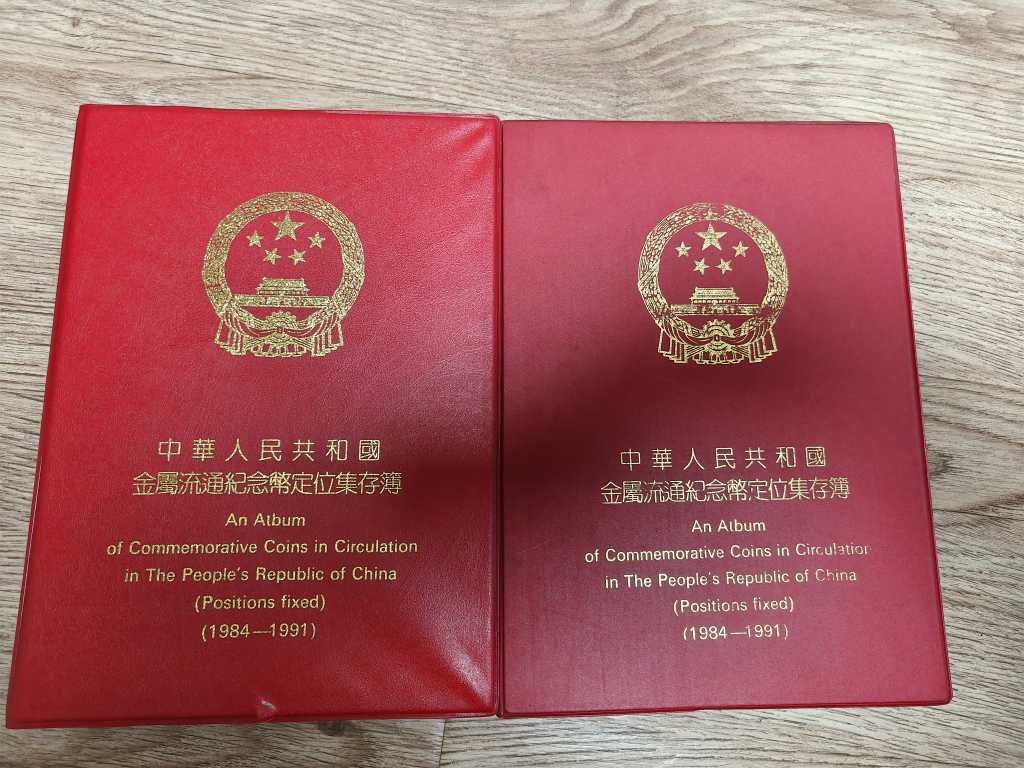 中華人民共和國
金屬流通紀念幣定位集存簿
An Album
of Commemorative Coins in Circulation
in The People's Republic of China
(Positions fixed)
(1984—1991)
中華人民共和國
金屬流通紀念幣定位集存簿
An Album
of Commemorative Coins in Circulation
in The People's Republic of China
(Positions fixed)
(1984—1991)